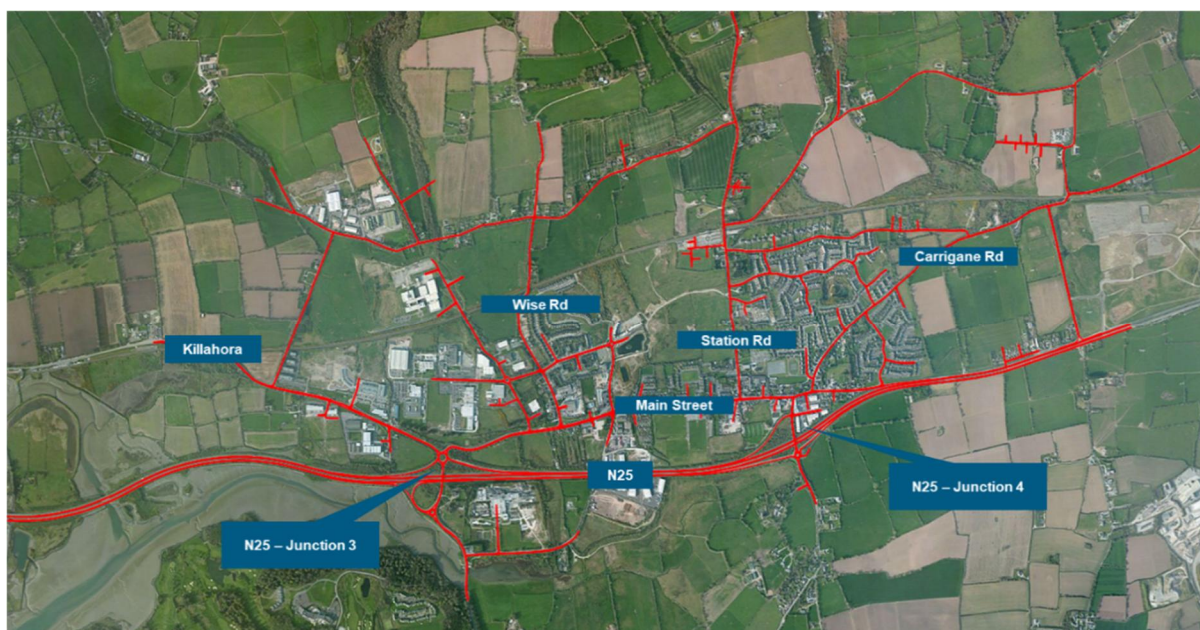 Carrigane Rd
Wise Rd
Station Rd
Killahora
Main Street
N25
N25 – Junction 4
N25 – Junction 3